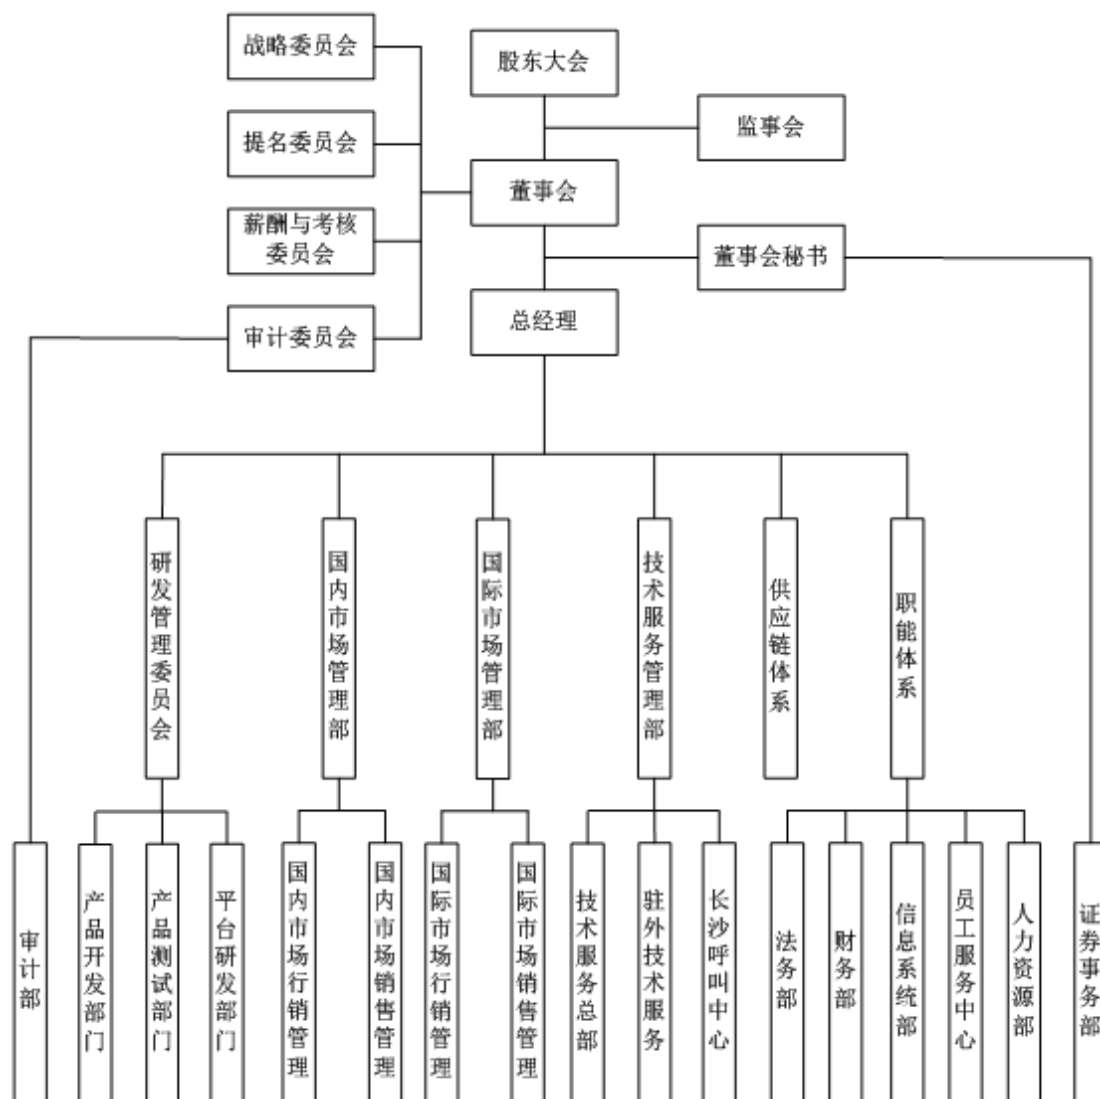 战略委员会
股东大会
提名委员会
监事会
董事会
薪酬与考核
委员会
董事会秘书
审计委员会
总经理
研发管理委员会
国内市场管理部
国际市场管理部
技术服务管理部
供应链体系
职能体系
审计部
产品开发部门
产品测试部门
平台研发部门
国内市场行销管理
国内市场销售管理
国际市场行销管理
国际市场销售管理
技术服务总部
驻外技术服务
长沙呼叫中心
法务部
财务部
信息系统部
员工服务中心
人力资源部
证券事务部